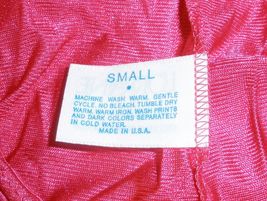 SMALL
MACHINE WASH WARM, GENTLE
CYCLE, NO BLEACH, TUMBLE DRY
WARM, WARM IRON, WASH PRINTS
AND DARK COLORS SEPARATELY
IN COLD WATER.
MADE IN U.S.A.